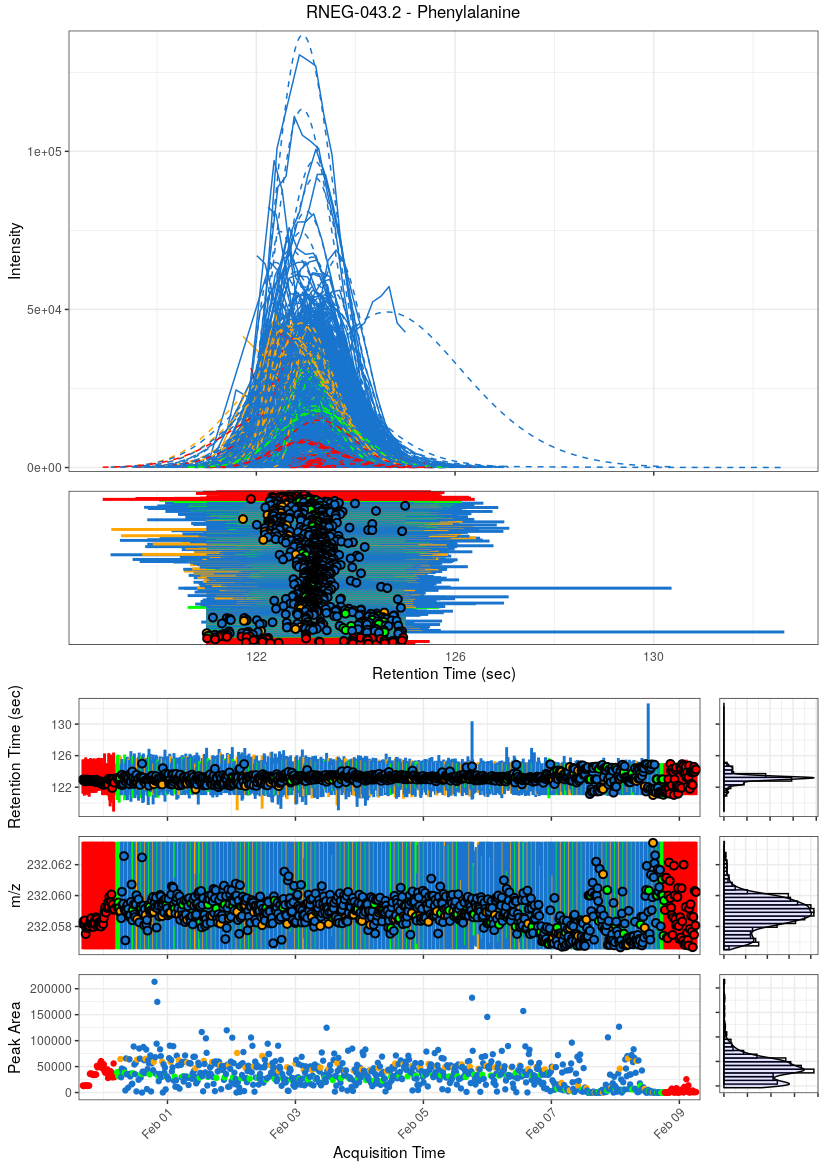 RNEG-043.2 - Phenylalanine
Intensity
1e+05
5e+04
0e+00
122 126 130
Retention Time (sec)
Retention Time (sec)
130
126
122
m/z
232.062
232.060
232.058
Peak Area
200000
150000
100000
50000
0
Feb 01 Feb 03 Feb 05 Feb 07 Feb 09
Acquisition Time